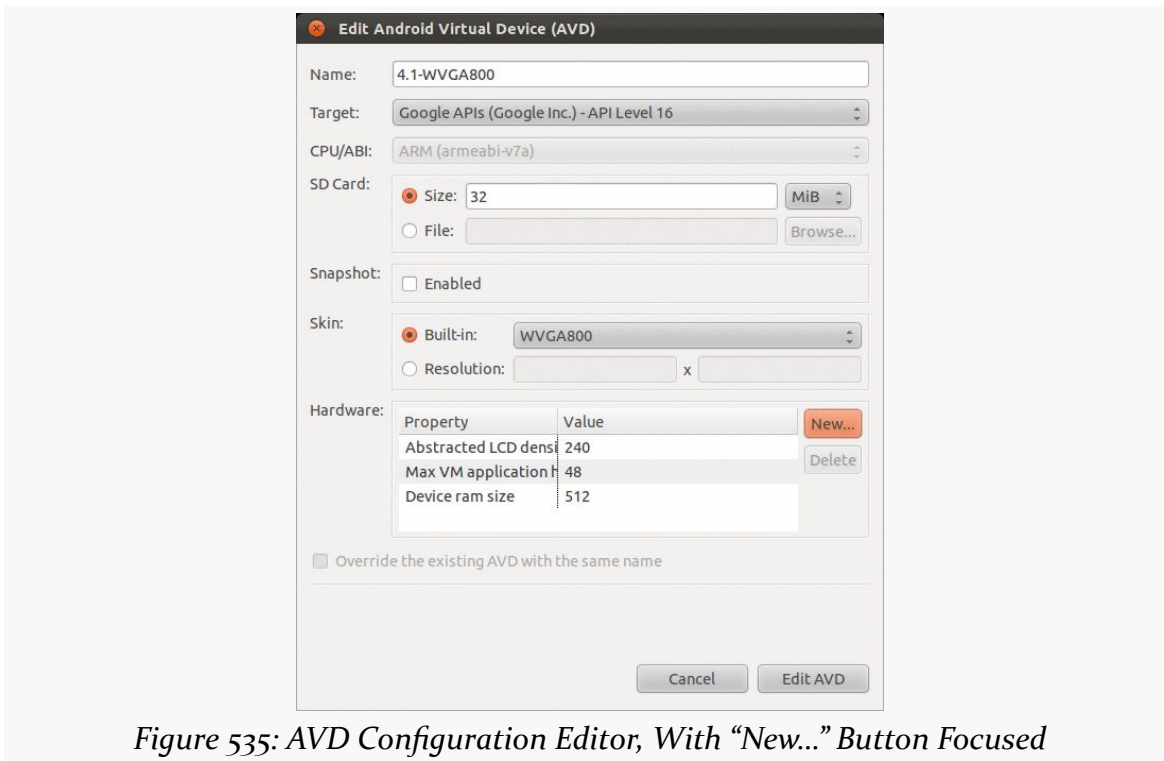 Edit Android Virtual Device (AVD)
Name: 4.1-WVGA800
Target: Google APIs (Google Inc.) - API Level 16
CPU/ABI: ARM (armeabi-v7a)
SD Card:
Size: 32 MiB
File: Browse...
Snapshot:
Enabled
Skin:
Built-in: WVGA800
Resolution: x
Hardware:
Property Value New...
Abstracted LCD densi 240
Delete
Max VM application h 48
Device ram size 512
Override the existing AVD with the same name
Cancel Edit AVD
Figure 535: AVD Configuration Editor, With “New...” Button Focused